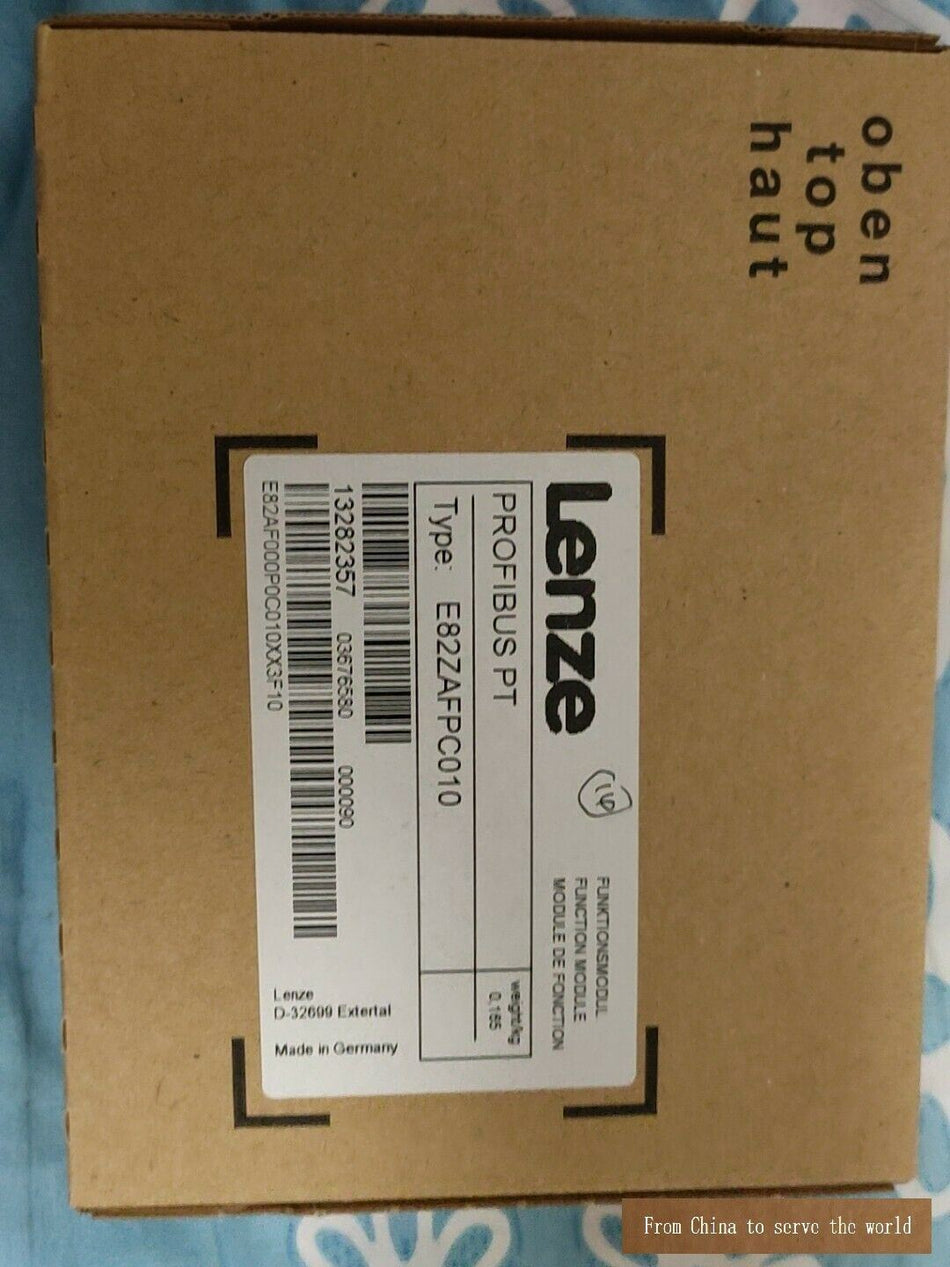 oben
top
haut
Lenze
14
FUNKTIONSMODUL
FUNCTION MODULE
MODULE DE FONCTION
PROFIBUS PT
weight/kg
0,165
Type: E82ZAFPC010
13282357 03676580 000090
E82AF000P0C010XX3F10
Lenze
D-32699 Extertal
Made in Germany
From China to serve the world